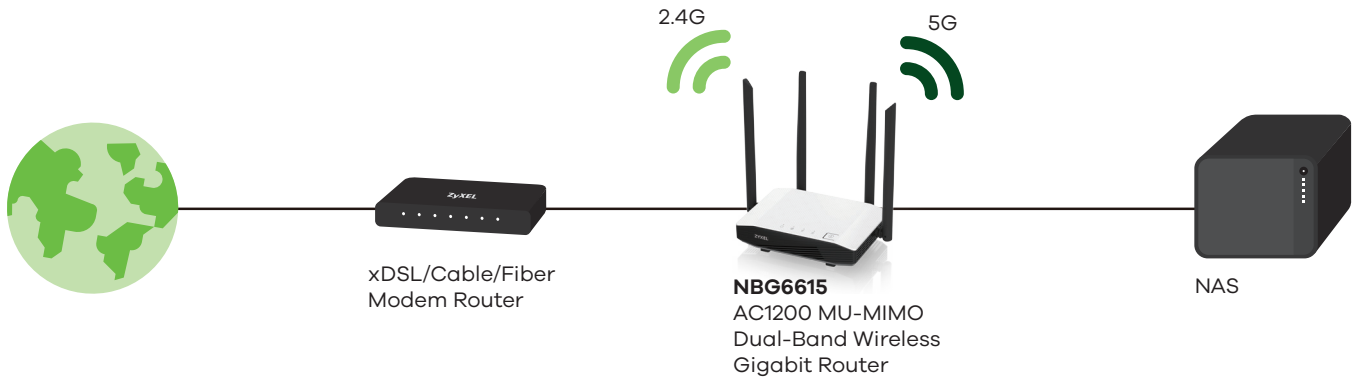 2.4G
5G
ZyXEL
ZYXEL
xDSL/Cable/Fiber
Modem Router
NBG6615
AC1200 MU-MIMO
Dual-Band Wireless
Gigabit Router
NAS